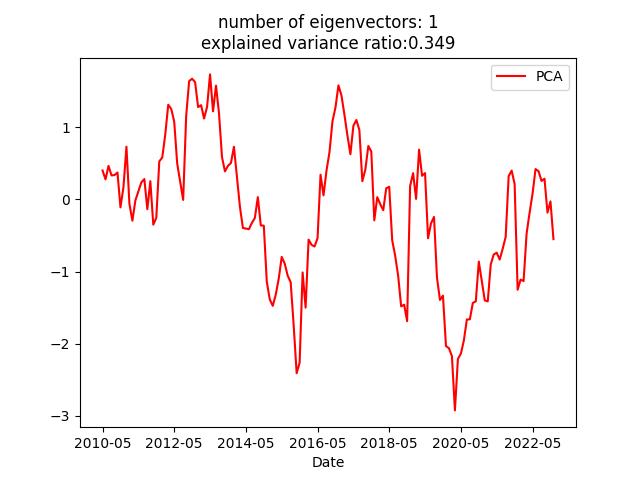 number of eigenvectors: 1
explained variance ratio:0.349
PCA
1
0
−1
−2
−3
2010-05 2012-05 2014-05 2016-05 2018-05 2020-05 2022-05
Date